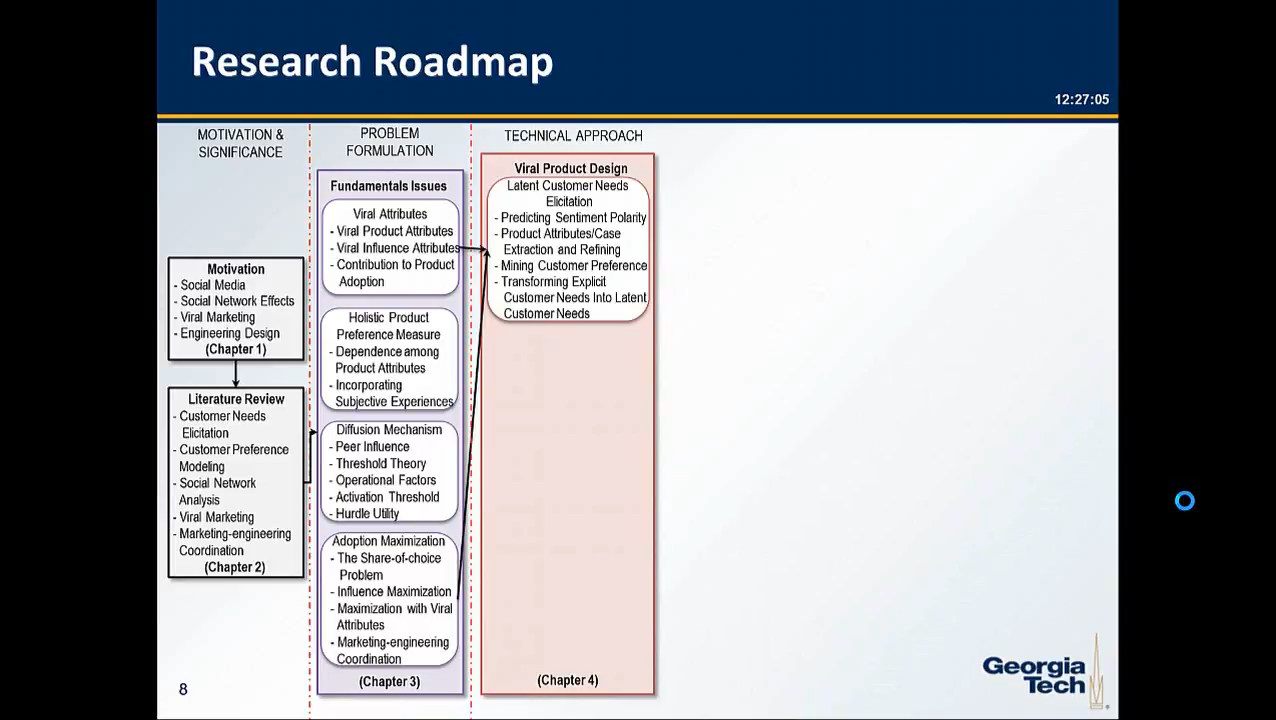 Research Roadmap
12:27:05
MOTIVATION &
SIGNIFICANCE
Motivation
- Social Media
- Social Network Effects
- Viral Marketing
- Engineering Design
(Chapter 1)
Literature Review
- Customer Needs
Elicitation
- Customer Preference
Modeling
- Social Network
Analysis
- Viral Marketing
- Marketing-engineering
Coordination
(Chapter 2)
PROBLEM
FORMULATION
Fundamentals Issues
Viral Attributes
- Viral Product Attributes
- Viral Influence Attributes
- Contribution to Product
Adoption
Holistic Product
Preference Measure
- Dependence among
Product Attributes
- Incorporating
Subjective Experiences
Diffusion Mechanism
- Peer Influence
- Threshold Theory
- Operational Factors
- Activation Threshold
- Hurdle Utility
Adoption Maximization
- The Share-of-choice
Problem
- Influence Maximization
- Maximization with Viral
Attributes
- Marketing-engineering
Coordination
(Chapter 3)
TECHNICAL APPROACH
Viral Product Design
Latent Customer Needs
Elicitation
- Predicting Sentiment Polarity
- Product Attributes/Case
Extraction and Refining
- Mining Customer Preference
- Transforming Explicit
Customer Needs Into Latent
Customer Needs
(Chapter 4)
8
Georgia
Tech